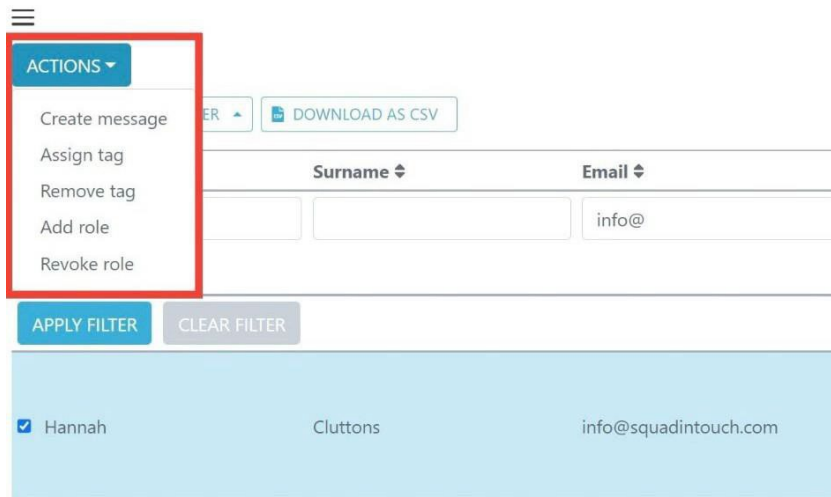 ACTIONS
Create message
ER DOWNLOAD AS CSV
Assign tag
Surname Email
Remove tag
Add role
info@
Revoke role
APPLY FILTER CLEAR FILTER
Hannah Cluttons info@squadintouch.com